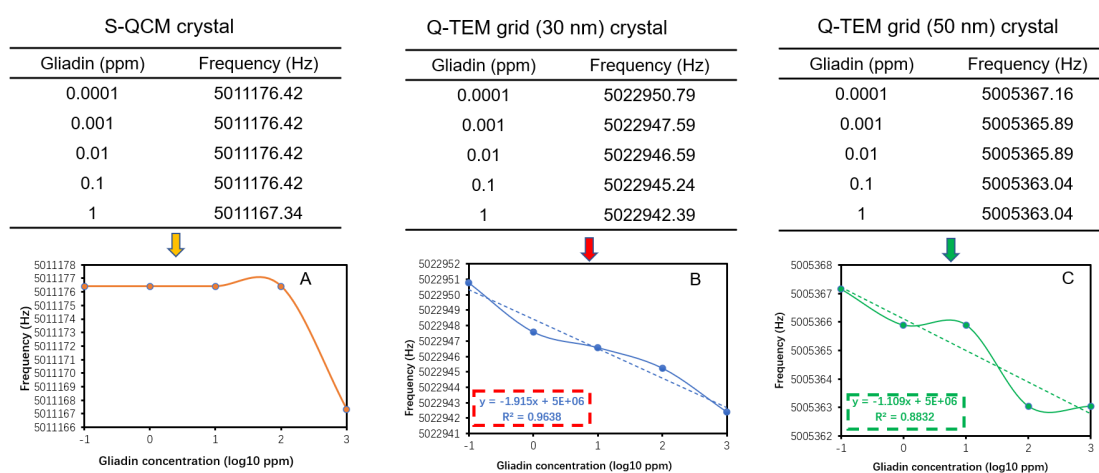 S-QCM crystal
Gliadin (ppm) Frequency (Hz)
0.0001 5011176.42
0.001 5011176.42
0.01 5011176.42
0.1 5011176.42
1 5011167.34
Q-TEM grid (30 nm) crystal
Gliadin (ppm) Frequency (Hz)
0.0001 5022950.79
0.001 5022947.59
0.01 5022946.59
0.1 5022945.24
1 5022942.39
Q-TEM grid (50 nm) crystal
Gliadin (ppm) Frequency (Hz)
0.0001 5005367.16
0.001 5005365.89
0.01 5005365.89
0.1 5005363.04
1 5005363.04
A
Frequency (Hz)
5011178
5011177
5011176
5011175
5011174
5011173
5011172
5011171
5011170
5011169
5011168
5011167
5011166
-1 0 1 2 3
Gliadin concentration (log10 ppm)
B
Frequency (Hz)
5022952
5022951
5022950
5022949
5022948
5022947
5022946
5022945
5022944
5022943
5022942
5022941
y = -1.915x + 5E+06
R² = 0.9638
-1 0 1 2 3
Gliadin concentration (log10 ppm)
C
Frequency (Hz)
5005368
5005367
5005366
5005365
5005364
5005363
5005362
y = -1.109x + 5E+06
R² = 0.8832
-1 0 1 2 3
Gliadin concentration (log10 ppm)